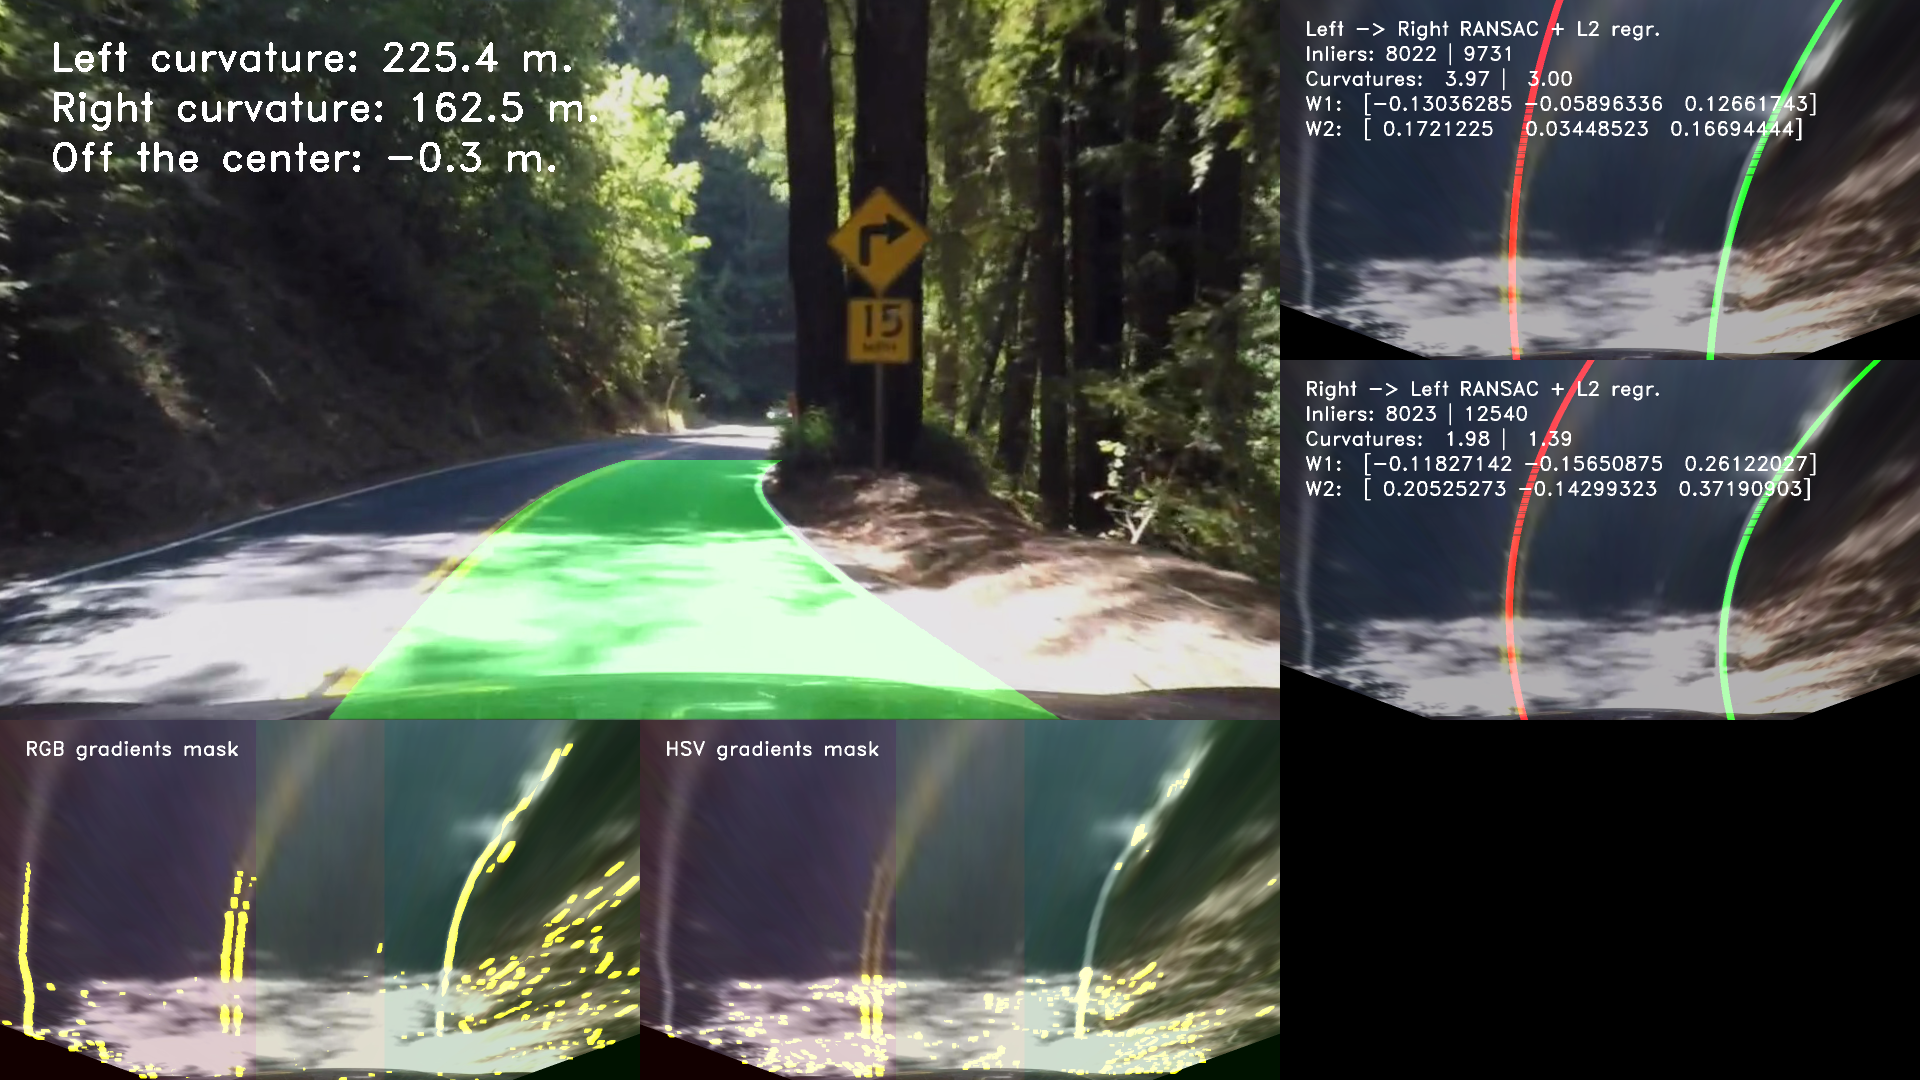 Left curvature: 225.4 m.
Right curvature: 162.5 m.
Off the center: −0.3 m.
15
Left −> Right RANSAC + L2 regr.
Inliers: 8022 | 9731
Curvatures: 3.97 | 3.00
W1: [−0.13036285 −0.05896336 0.12661743]
W2: [ 0.1721225 0.03448523 0.16694444]
Right −> Left RANSAC + L2 regr.
Inliers: 8023 | 12540
Curvatures: 1.98 | 1.39
W1: [−0.11827142 −0.15650875 0.26122027]
W2: [ 0.20525273 −0.14299323 0.37190903]
RGB gradients mask
HSV gradients mask